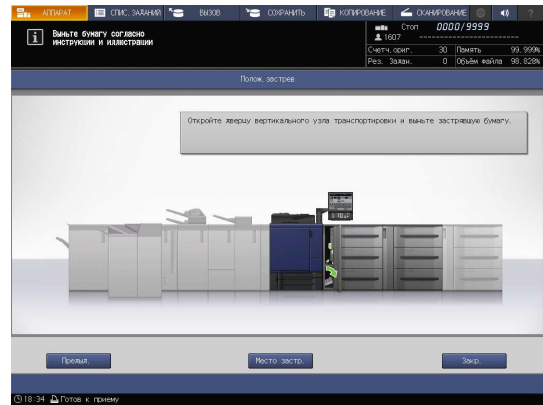 АППАРАТ СПИС. ЗАДАНИЙ ВЫЗОВ СОХРАНИТЬ КОПИРОВАНИЕ СКАНИРОВАНИЕ ?
i Выньте бумагу согласно
инструкции и иллюстрации
Стоп 0000/9999
1607 --------------------
Счетч.ориг. 30 Память 99.999%
Рез. Задан. 0 Объём файла 98.828%
Полож. застрев
Откройте дверцу вертикального узла транспортировки и выньте застрявшую бумагу.
Предыд. Место застр. Закр.
18:34 Готов к приему